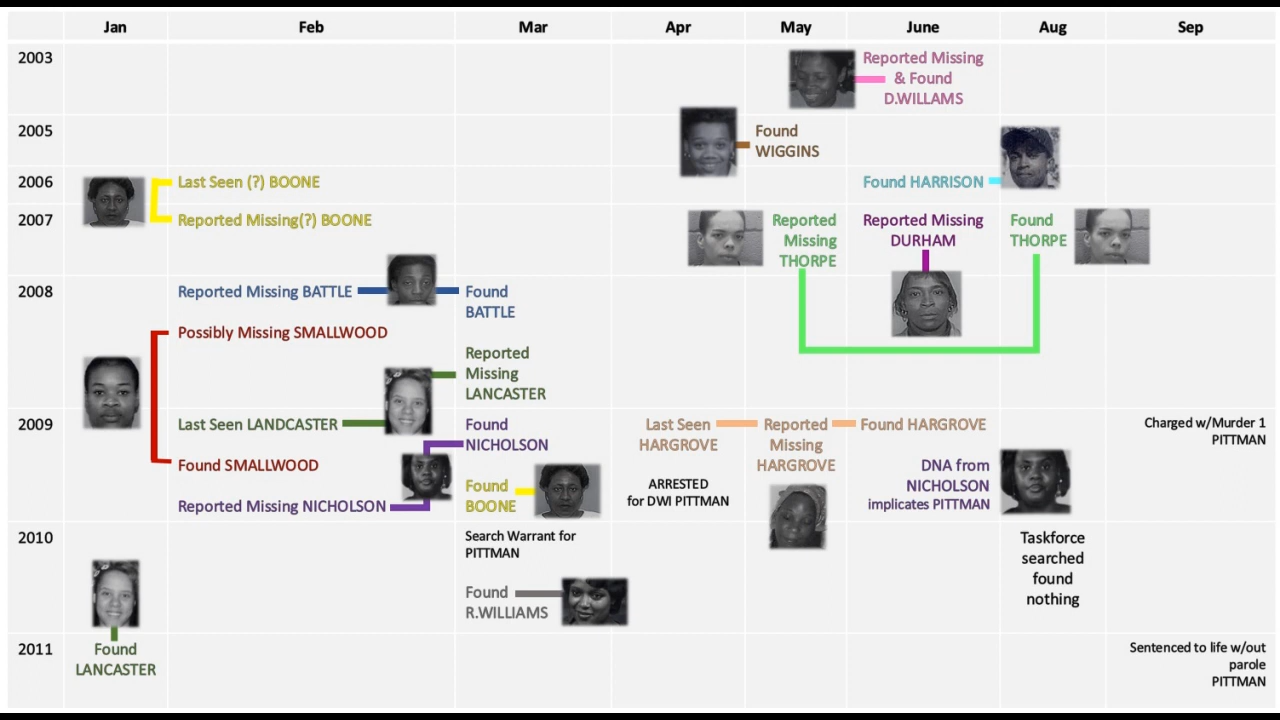 Jan Feb Mar Apr May June Aug Sep
2003
Reported Missing
& Found
D.WILLAMS
2005
Found
WIGGINS
2006
Last Seen (?) BOONE
Found HARRISON
2007
Reported Missing(?) BOONE
Reported
Missing
THORPE
Reported Missing
DURHAM
Found
THORPE
2008
Reported Missing BATTLE
Found
BATTLE
Possibly Missing SMALLWOOD
Reported
Missing
LANCASTER
2009
Last Seen LANDCASTER
Found
NICHOLSON
Last Seen
HARGROVE
Reported
Missing
HARGROVE
Found HARGROVE
Charged w/Murder 1
PITTMAN
Found SMALLWOOD
Reported Missing NICHOLSON
Found
BOONE
ARRESTED
for DWI PITTMAN
DNA from
NICHOLSON
implicates PITTMAN
2010
Search Warrant for
PITTMAN
Found
R.WILLIAMS
Taskforce
searched
found
nothing
2011
Found
LANCASTER
Sentenced to life w/out
parole
PITTMAN